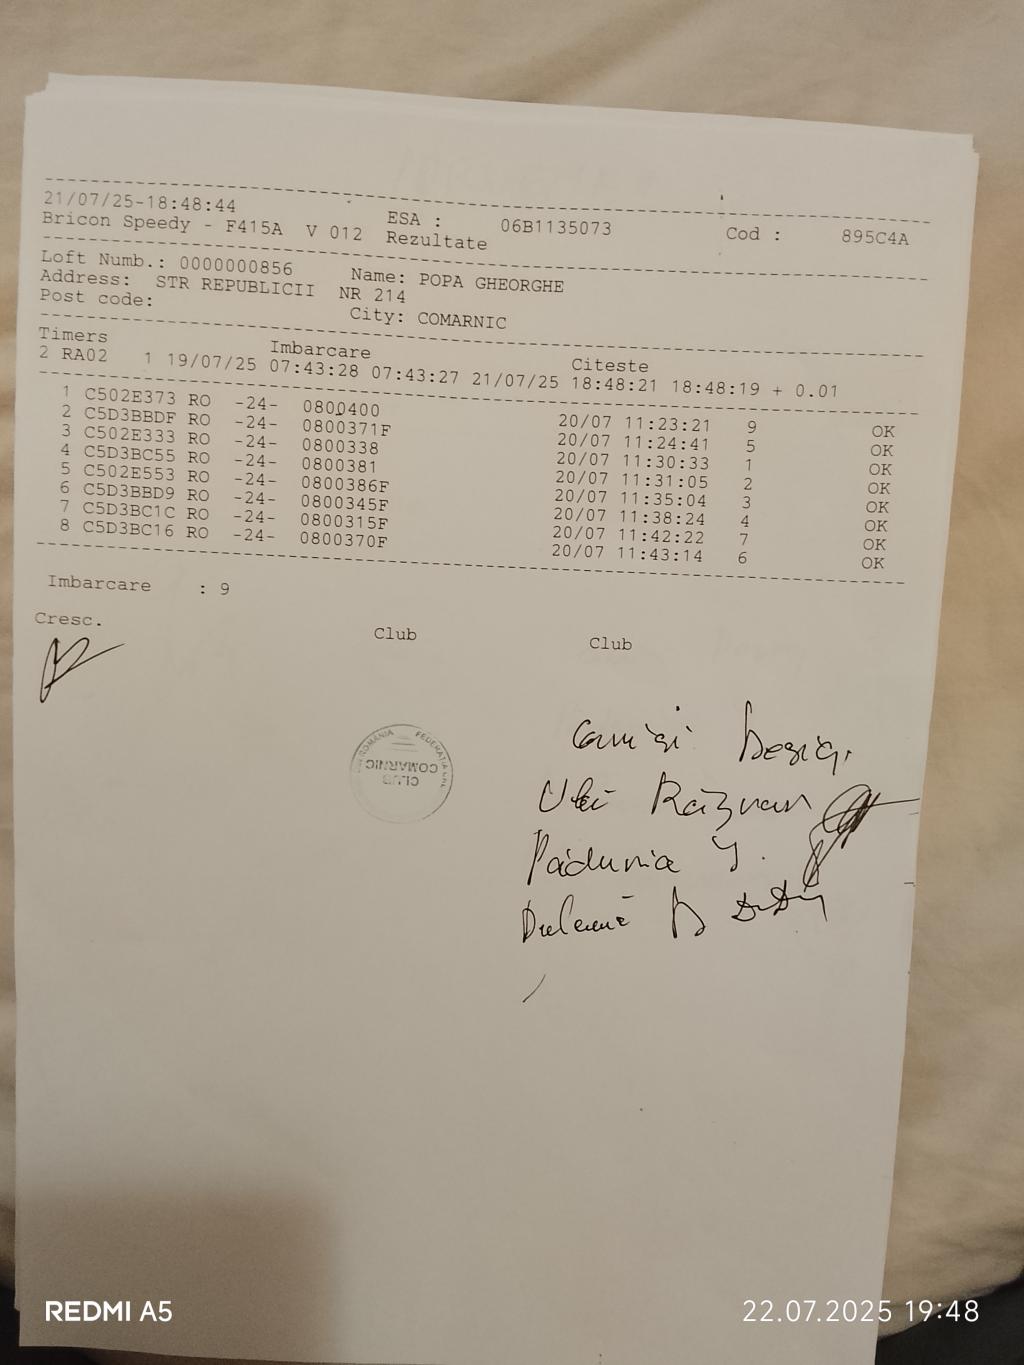 21/07/25-18:48:44 ESA : 06B1135073 Cod : 895C4A
Bricon Speedy - F415A V 012 Rezultate
Loft Numb.: 0000000856 Name: POPA GHEORGHE
Address: STR REPUBLICII NR 214
Post code: City: COMARNIC
Timers Imbarcare Citeste
2 RA02 1 19/07/25 07:43:28 07:43:27 21/07/25 18:48:21 18:48:19 + 0.01
1 C502E373 RO -24- 0800400 20/07 11:23:21 9 OK
2 C5D3BBDF RO -24- 0800371F 20/07 11:24:41 5 OK
3 C502E333 RO -24- 0800338 20/07 11:30:33 1 OK
4 C5D3BC55 RO -24- 0800381 20/07 11:31:05 2 OK
5 C502E553 RO -24- 0800386F 20/07 11:35:04 3 OK
6 C5D3BBD9 RO -24- 0800345F 20/07 11:38:24 4 OK
7 C5D3BC1C RO -24- 0800315F 20/07 11:42:22 7 OK
8 C5D3BC16 RO -24- 0800370F 20/07 11:43:14 6 OK
Imbarcare : 9
Cresc. Club Club
ROMÂNIA FEDERAȚIA
CLUB
COMARNIC
Răzvan
REDMI A5 22.07.2025 19:48